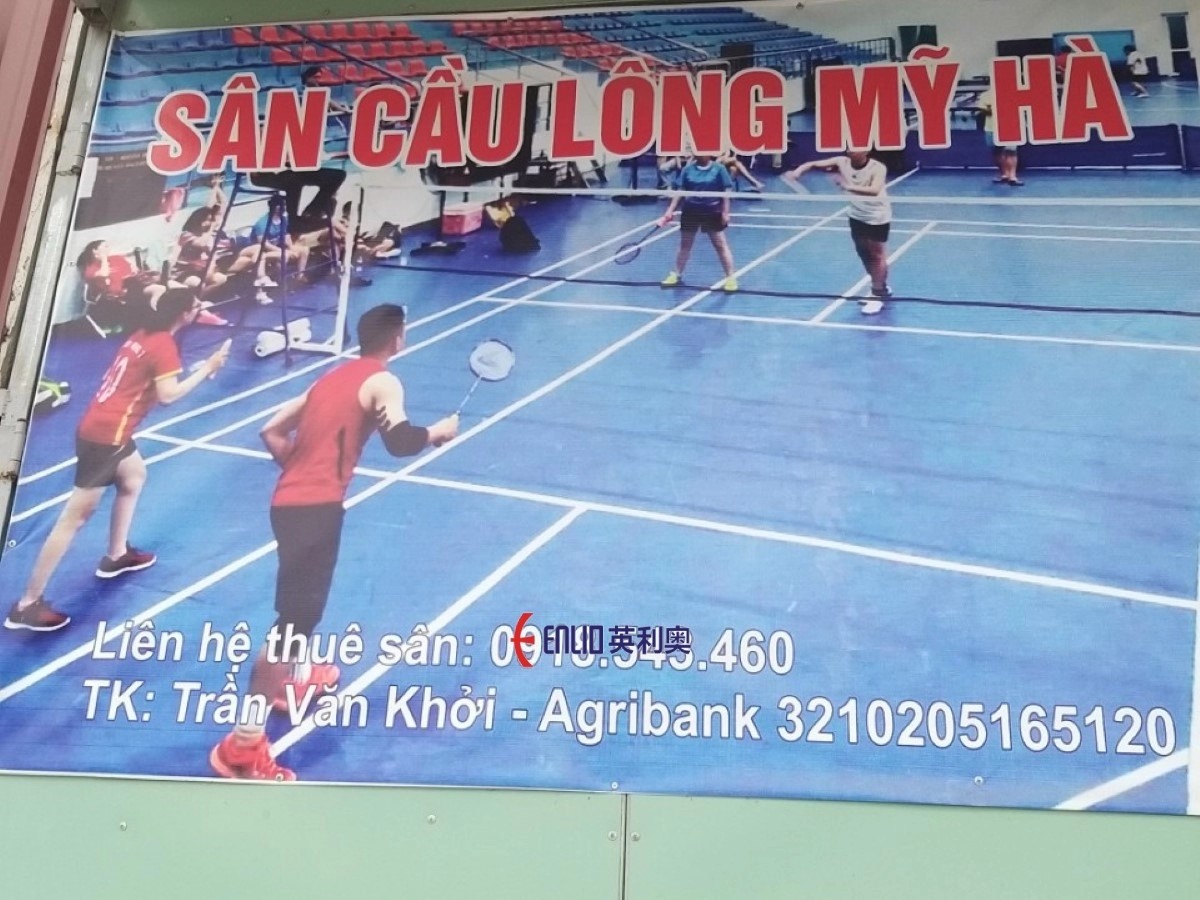 SÂN CẦU LÔNG MỸ HÀ
Liên hệ thuê sân:
ENLIO 英利奥
TK: Trần Văn Khởi - Agribank 3210205165120